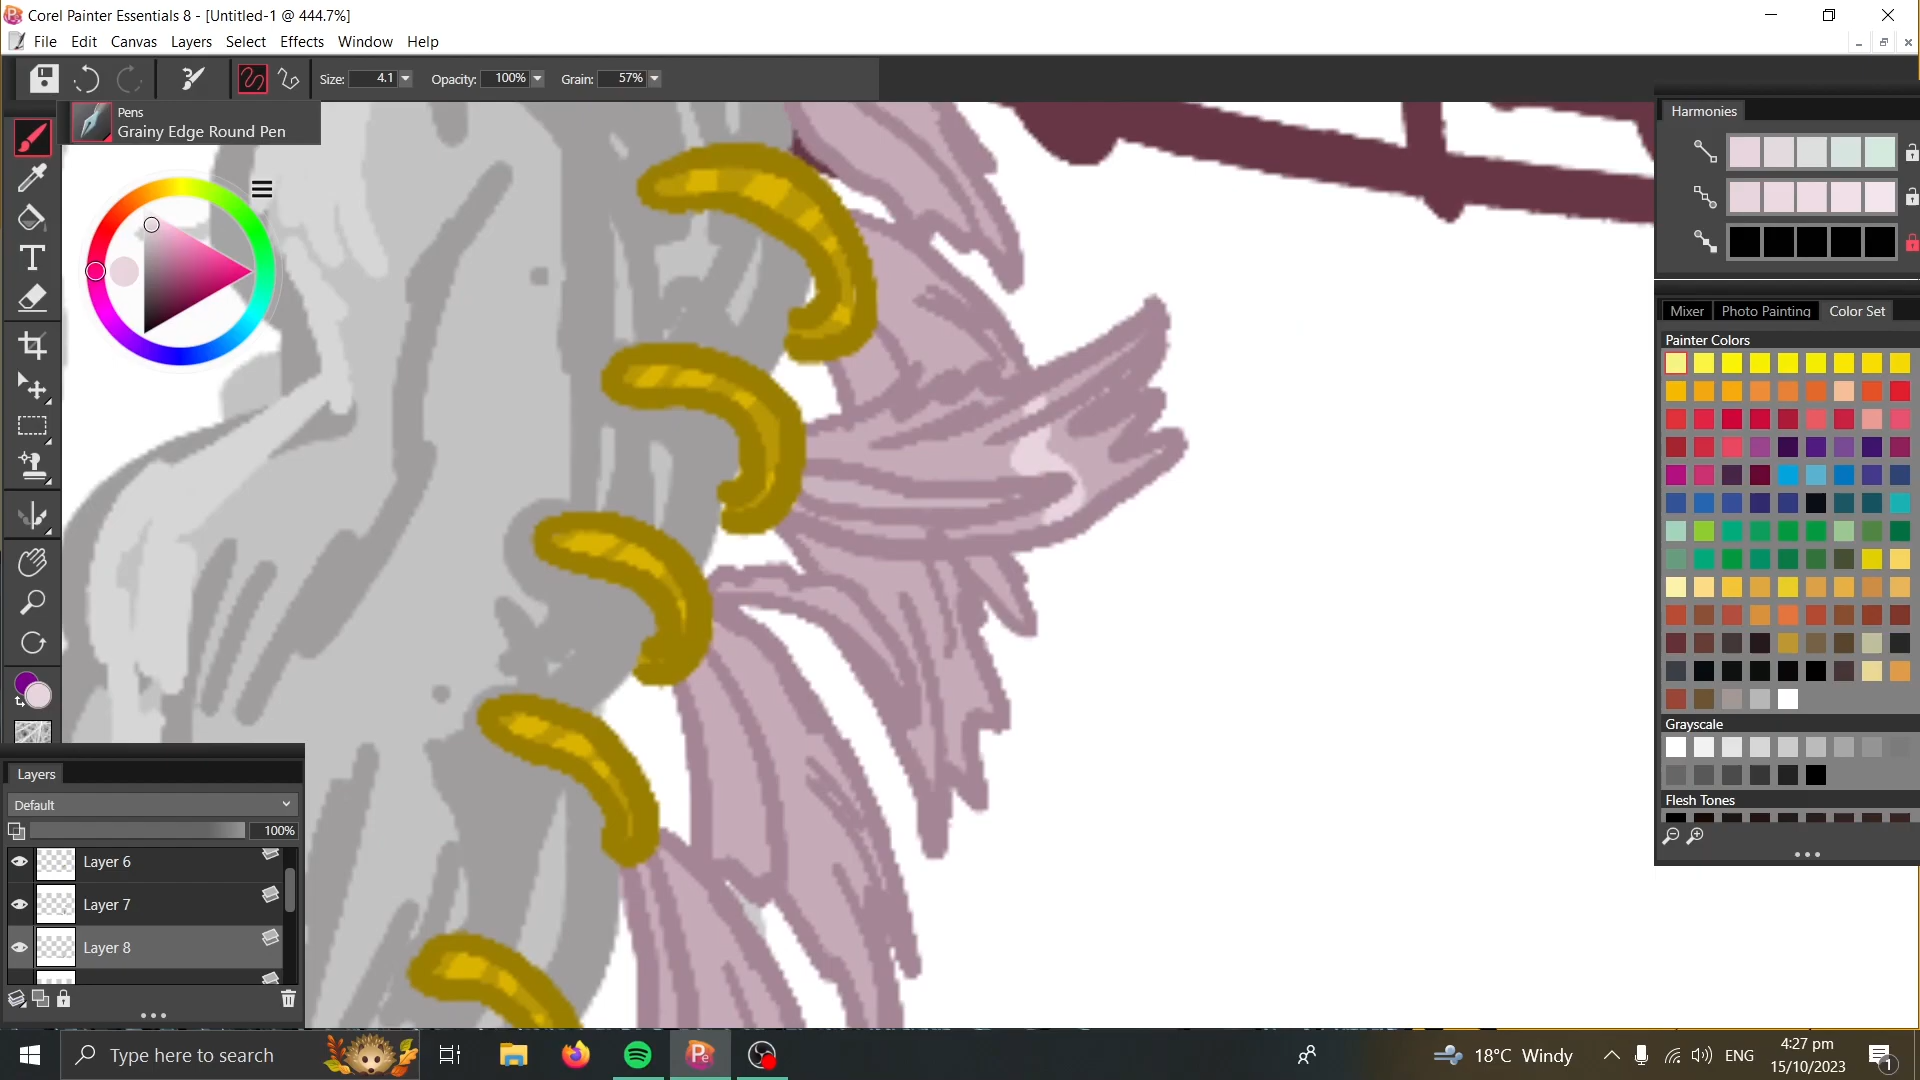 Corel Painter Essentials 8 - [Untitled-1 @ 444.7%]
File Edit Canvas Layers Select Effects Window Help
Size: 4.1 Opacity: 100% Grain: 57%
Pens
Grainy Edge Round Pen
Harmonies
Mixer Photo Painting Color Set
Painter Colors
Grayscale
Flesh Tones
Layers
Default
100%
Layer 6
Layer 7
Layer 8
Type here to search
18°C Windy
ENG
4:27 pm
15/10/2023
1